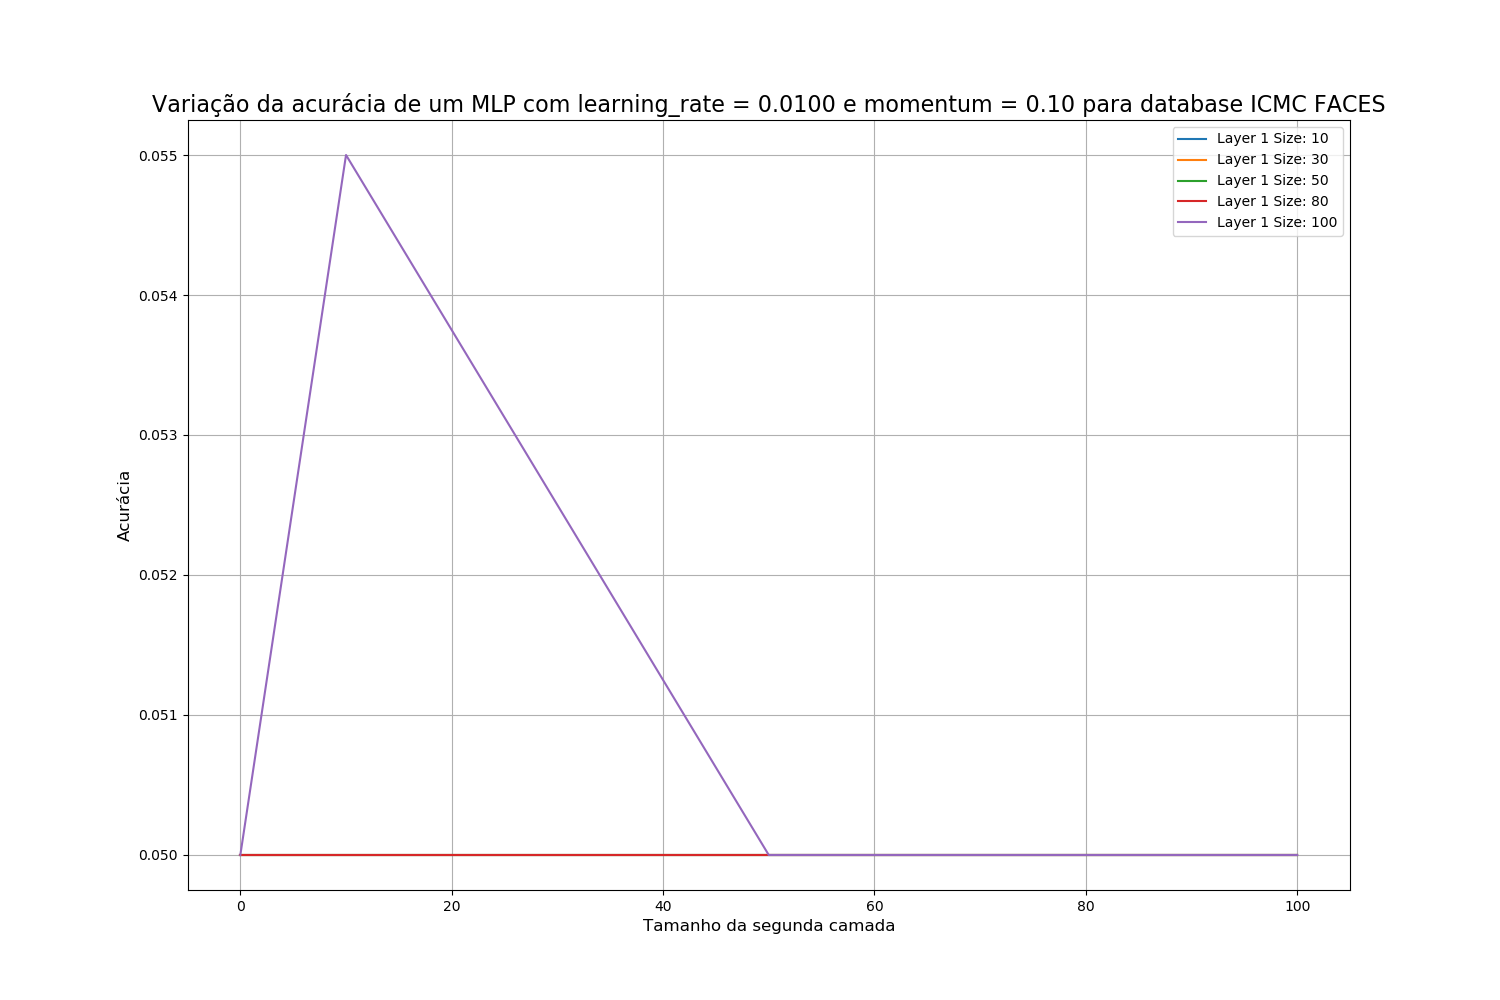 Variação da acurácia de um MLP com learning_rate = 0.0100 e momentum = 0.10 para database ICMC FACES
Layer 1 Size: 10
Layer 1 Size: 30
Layer 1 Size: 50
Layer 1 Size: 80
Layer 1 Size: 100
0.055
0.054
0.053
0.052
0.051
0.050
Acurácia
0 20 40 60 80 100
Tamanho da segunda camada